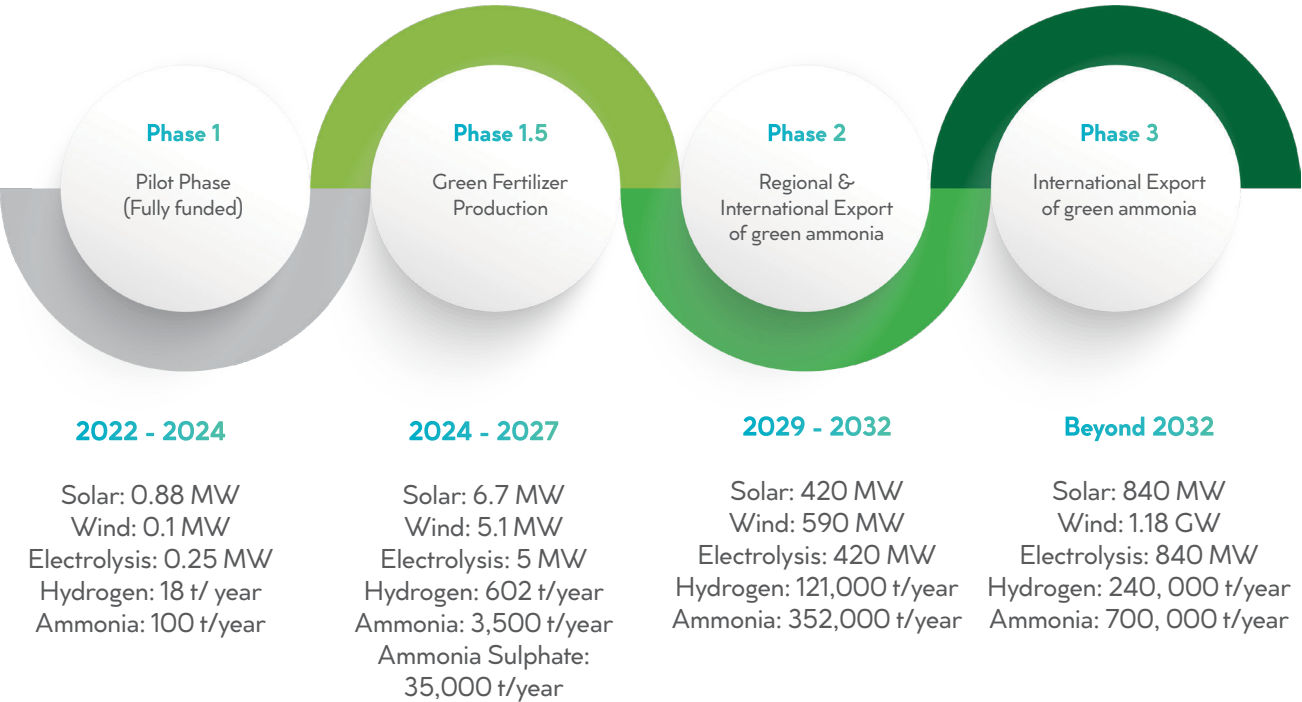 Phase 1
Pilot Phase
(Fully funded)
Phase 1.5
Green Fertilizer
Production
Phase 2
Regional &
International Export
of green ammonia
Phase 3
International Export
of green ammonia
2022 - 2024
Solar: 0.88 MW
Wind: 0.1 MW
Electrolysis: 0.25 MW
Hydrogen: 18 t/ year
Ammonia: 100 t/year
2024 - 2027
Solar: 6.7 MW
Wind: 5.1 MW
Electrolysis: 5 MW
Hydrogen: 602 t/year
Ammonia: 3,500 t/year
Ammonia Sulphate:
35,000 t/year
2029 - 2032
Solar: 420 MW
Wind: 590 MW
Electrolysis: 420 MW
Hydrogen: 121,000 t/year
Ammonia: 352,000 t/year
Beyond 2032
Solar: 840 MW
Wind: 1.18 GW
Electrolysis: 840 MW
Hydrogen: 240, 000 t/year
Ammonia: 700, 000 t/year